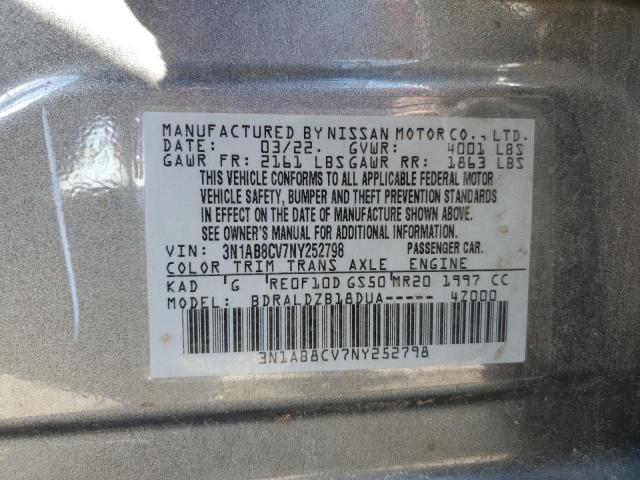 MANUFACTURED BY NISSAN MOTOR CO., LTD.
DATE: 03/22. GVWR: 4001 LBS
GAWR FR: 2161 LBS GAWR RR: 1863 LBS
THIS VEHICLE CONFORMS TO ALL APPLICABLE FEDERAL MOTOR
VEHICLE SAFETY, BUMPER AND THEFT PREVENTION STANDARDS
IN EFFECT ON THE DATE OF MANUFACTURE SHOWN ABOVE.
SEE OWNER'S MANUAL FOR ADDITIONAL INFORMATION.
VIN: 3N1AB8CV7NY252798 PASSENGER CAR.
COLOR TRIM TRANS AXLE ENGINE
KAD G RE0F10D GS50 MR20 1997 CC
MODEL: BDRALDZB18DUA----- 4Z000
3N1AB8CV7NY252798